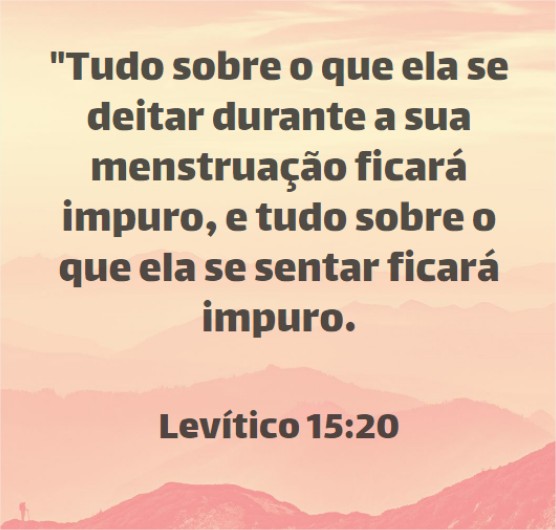 "Tudo sobre o que ela se
deitar durante a sua
menstruação ficará
impuro, e tudo sobre o
que ela se sentar ficará
impuro.
Levítico 15:20